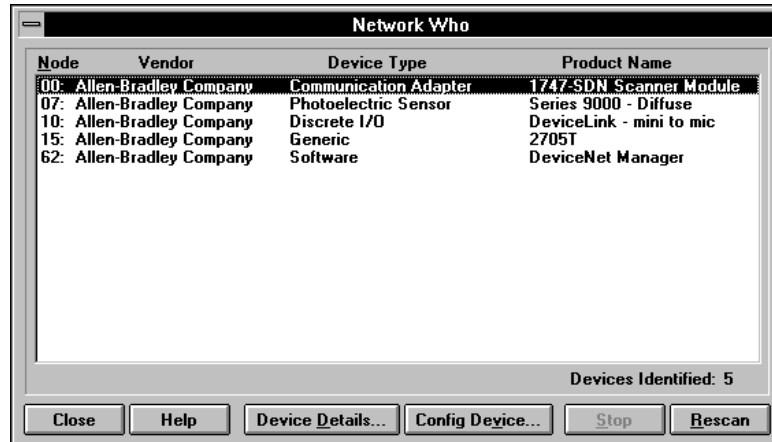 Network Who
Node Vendor Device Type Product Name
00: Allen-Bradley Company Communication Adapter 1747-SDN Scanner Module
07: Allen-Bradley Company Photoelectric Sensor Series 9000 - Diffuse
10: Allen-Bradley Company Discrete I/O DeviceLink - mini to mic
15: Allen-Bradley Company Generic 2705T
62: Allen-Bradley Company Software DeviceNet Manager
Devices Identified: 5
Close Help Device Details... Config Device... Stop Rescan